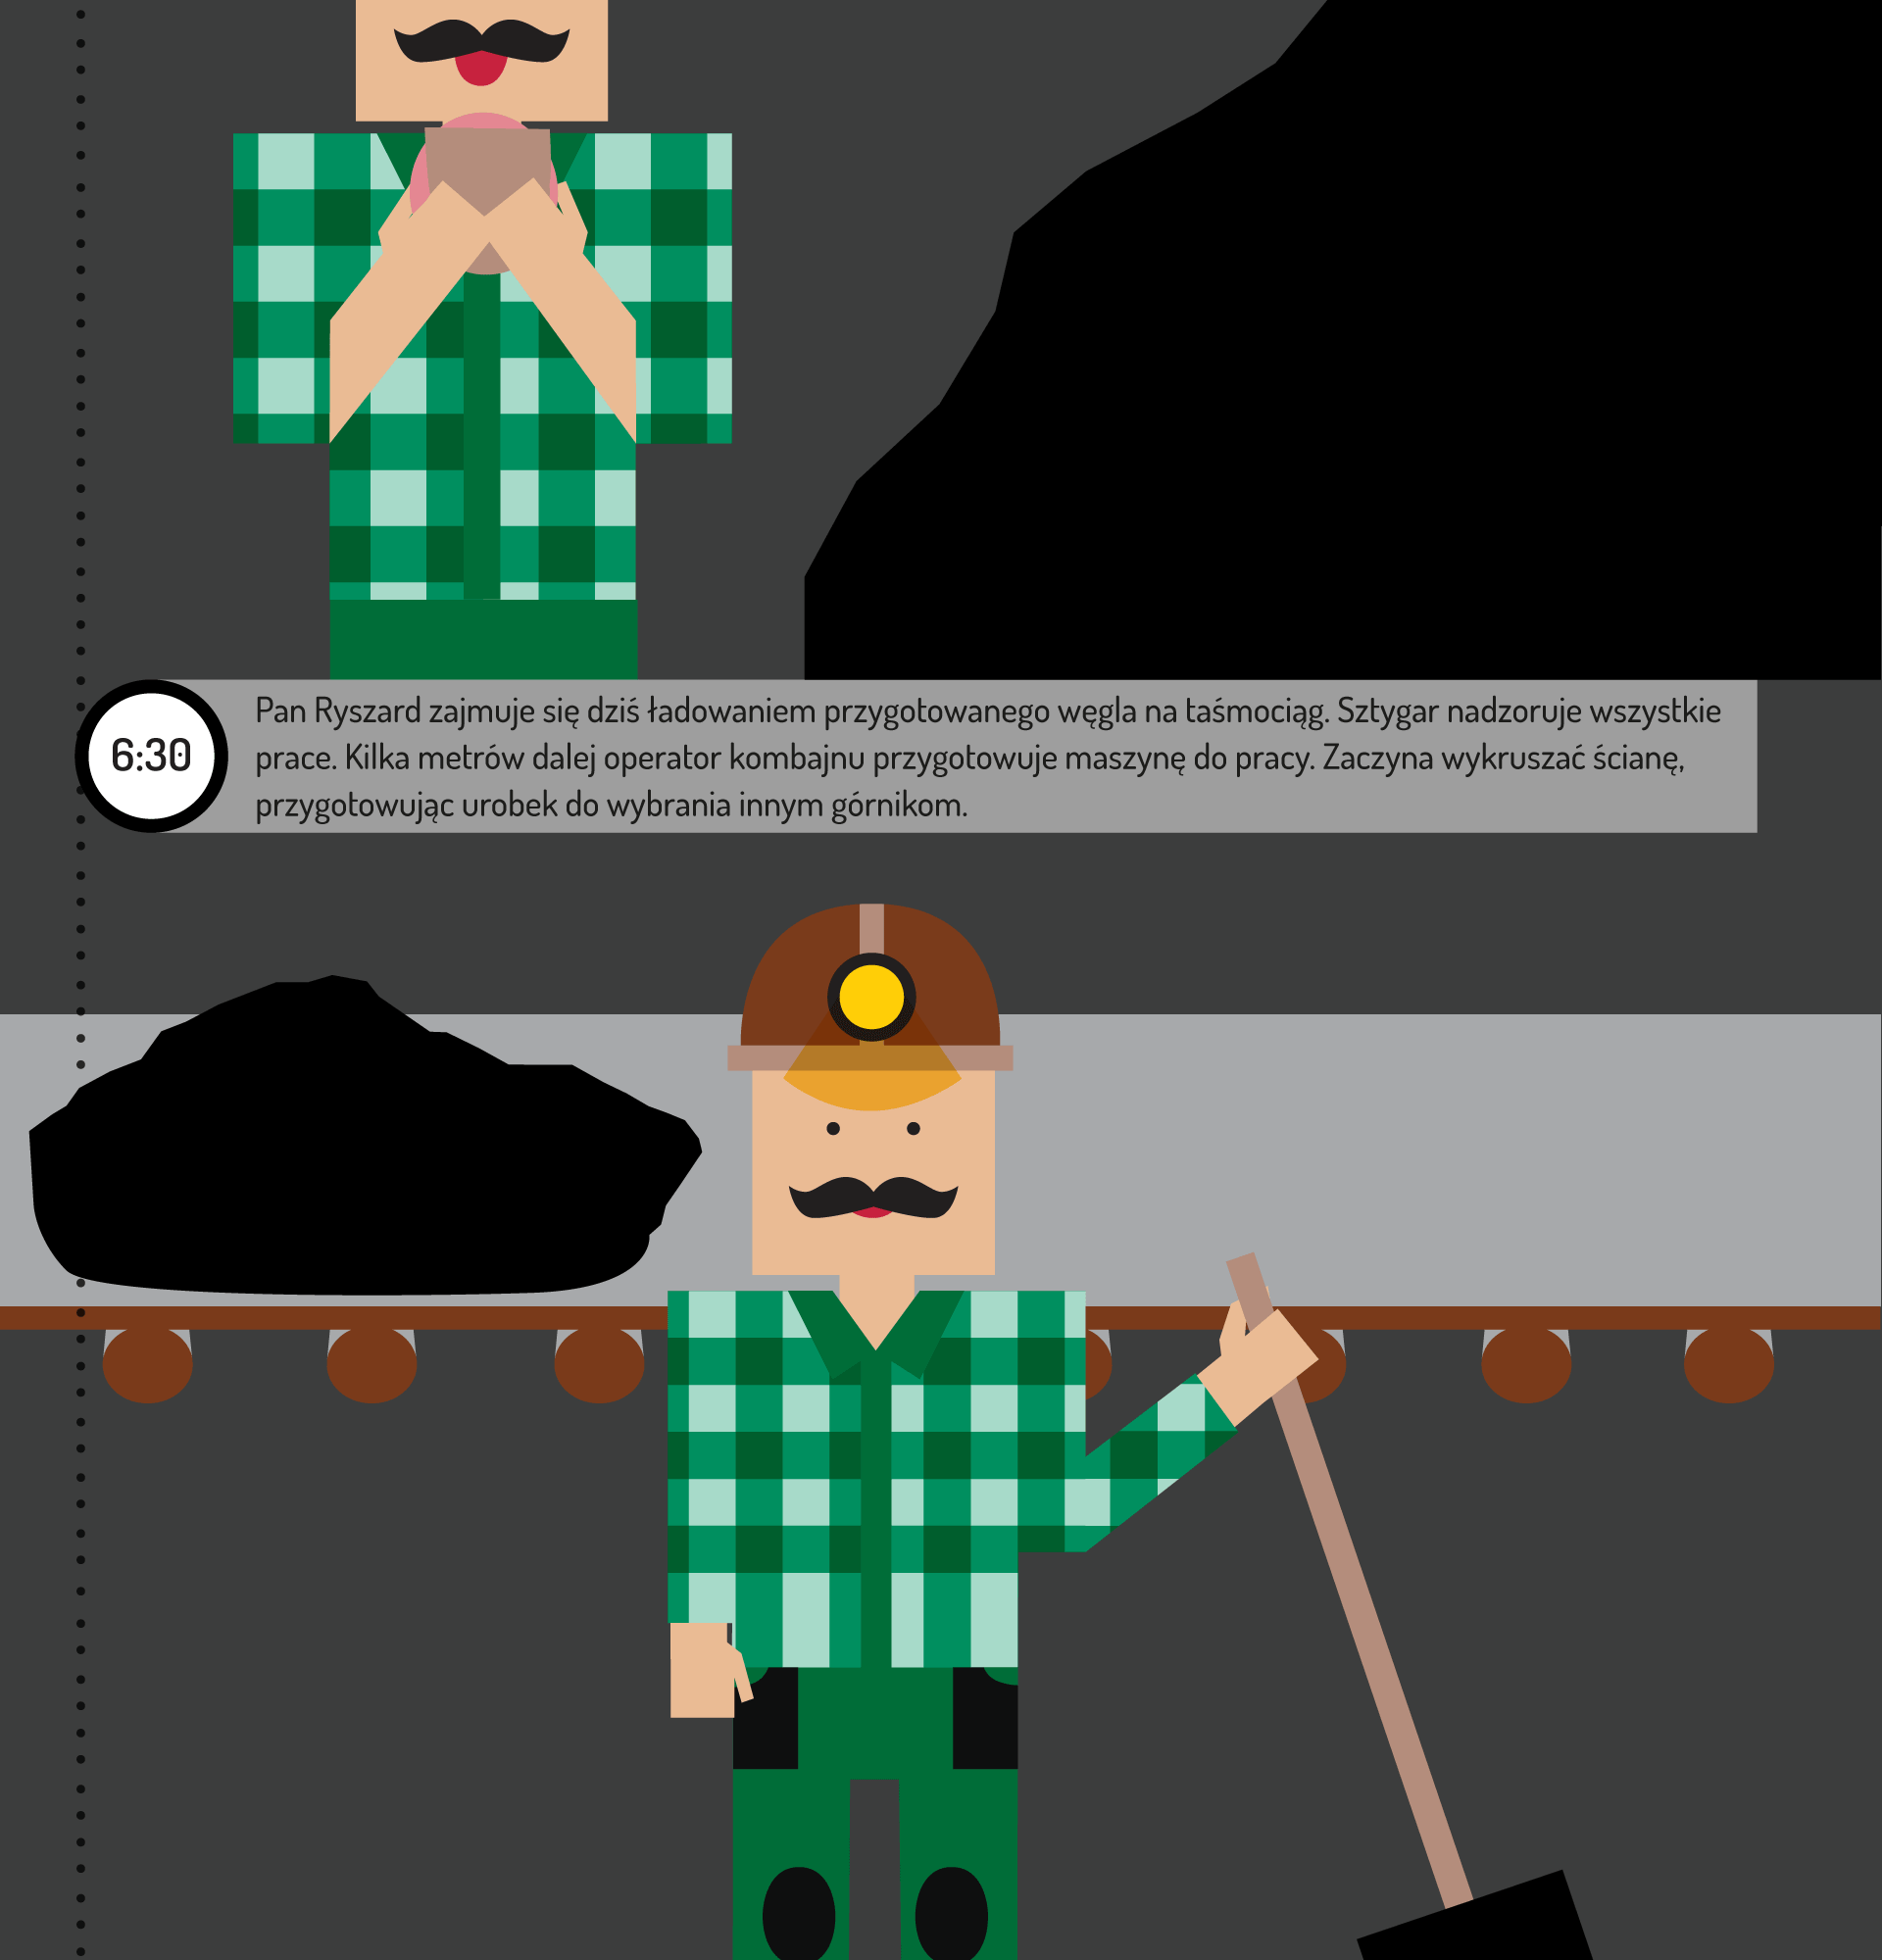 6:30
Pan Ryszard zajmuje się dziś ładowaniem przygotowanego węgla na taśmociąg. Sztygar nadzoruje wszystkie
prace. Kilka metrów dalej operator kombajnu przygotowuje maszynę do pracy. Zaczyna wykruszać ścianę,
przygotowując urobek do wybrania innym górnikom.